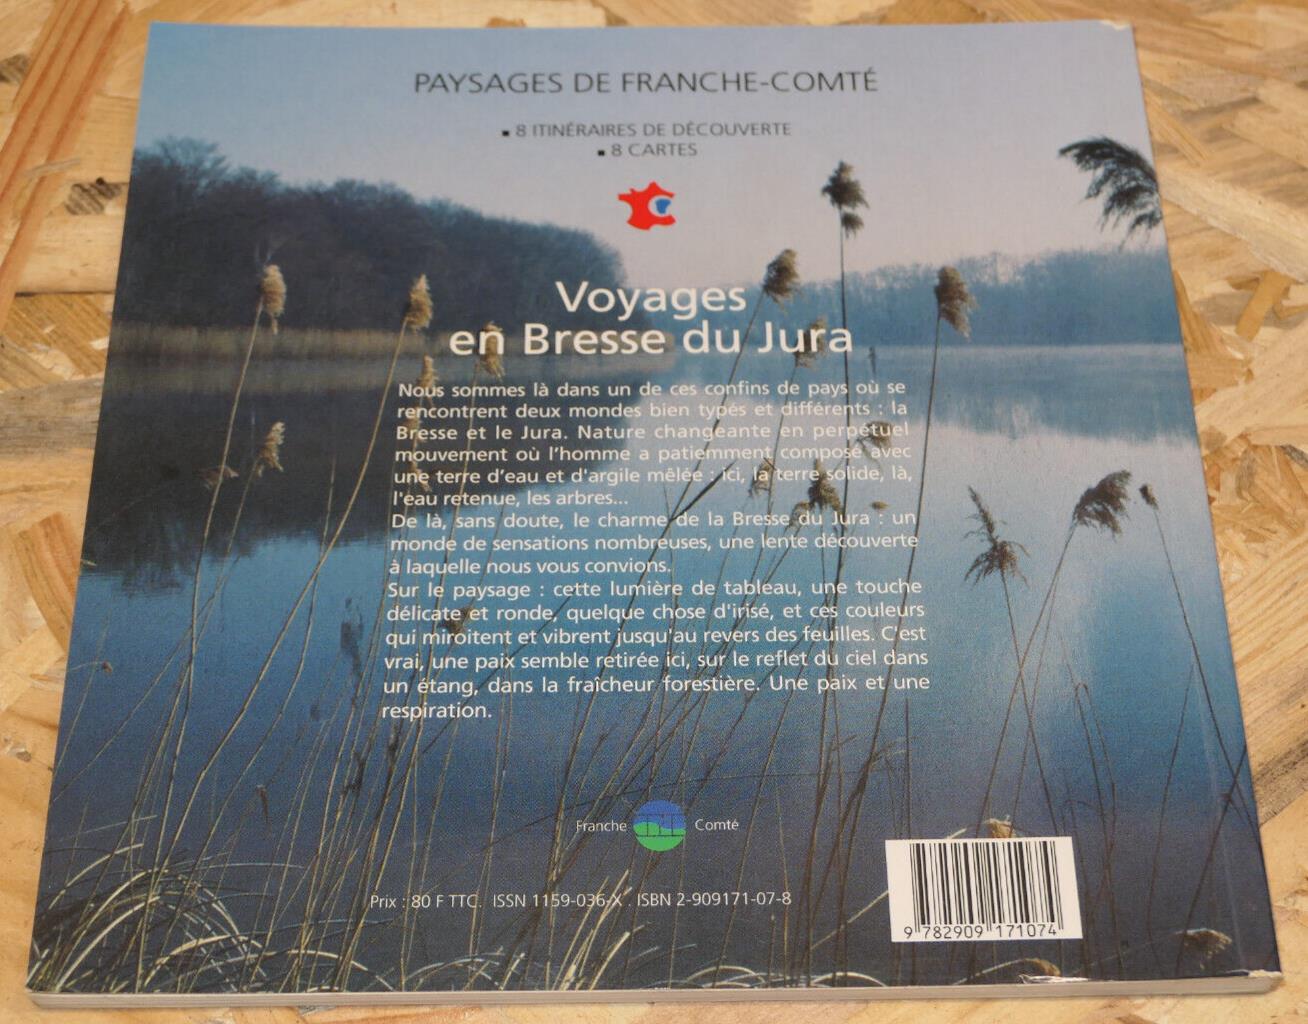 PAYSAGES DE FRANCHE-COMTÉ
▪ 8 ITINÉRAIRES DE DÉCOUVERTE
▪ 8 CARTES
Voyages
en Bresse du Jura
Nous sommes là dans un de ces confins de pays où se
rencontrent deux mondes bien typés et différents : la
Bresse et le Jura. Nature changeante en perpétuel
mouvement où l'homme a patiemment composé avec
une terre d'eau et d'argile mêlée : ici, la terre solide, là,
l'eau retenue, les arbres...
De là, sans doute, le charme de la Bresse du Jura : un
monde de sensations nombreuses, une lente découverte
à laquelle nous vous convions.
Sur le paysage : cette lumière de tableau, une touche
délicate et ronde, quelque chose d'irisé, et ces couleurs
qui miroitent et vibrent jusqu'au revers des feuilles. C'est
vrai, une paix semble retirée ici, sur le reflet du ciel dans
un étang, dans la fraîcheur forestière. Une paix et une
respiration.
Franche Comté
Prix : 80 F TTC. ISSN 1159-036-X . ISBN 2-909171-07-8
9 782909 171074